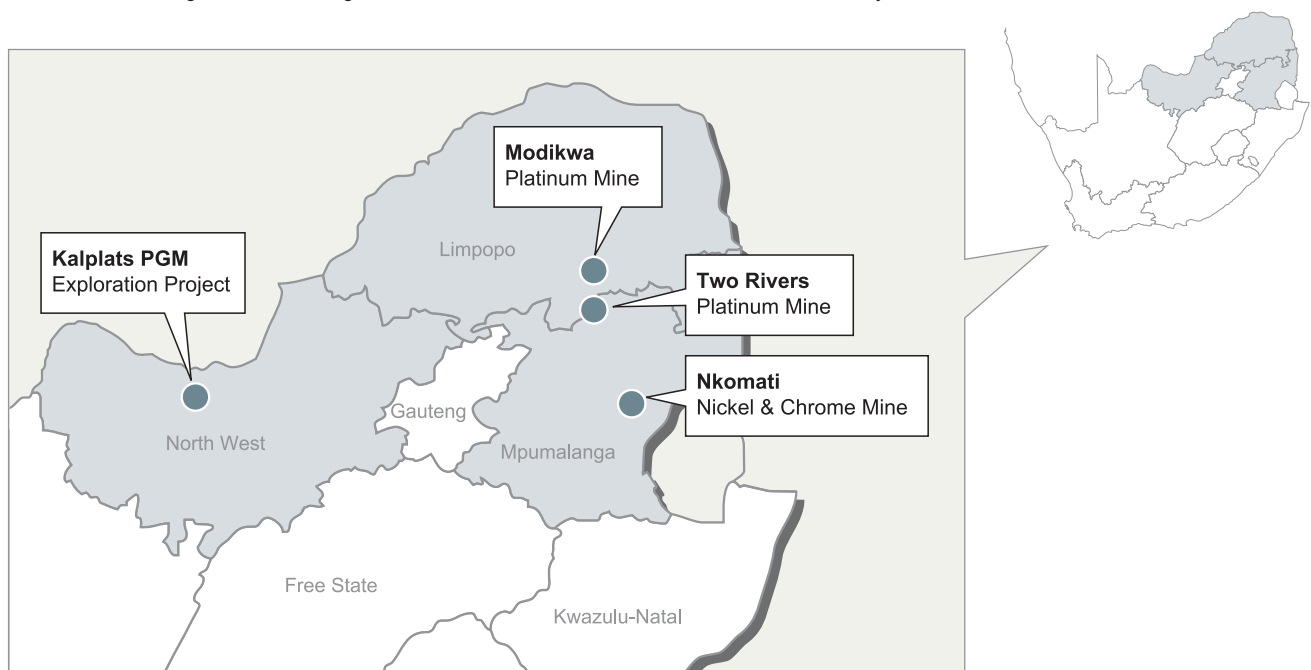 Modikwa
Platinum Mine
Limpopo
Kalplats PGM
Exploration Project
Two Rivers
Platinum Mine
Nkomati
Nickel & Chrome Mine
Gauteng
North West
Mpumalanga
Free State
Kwazulu-Natal